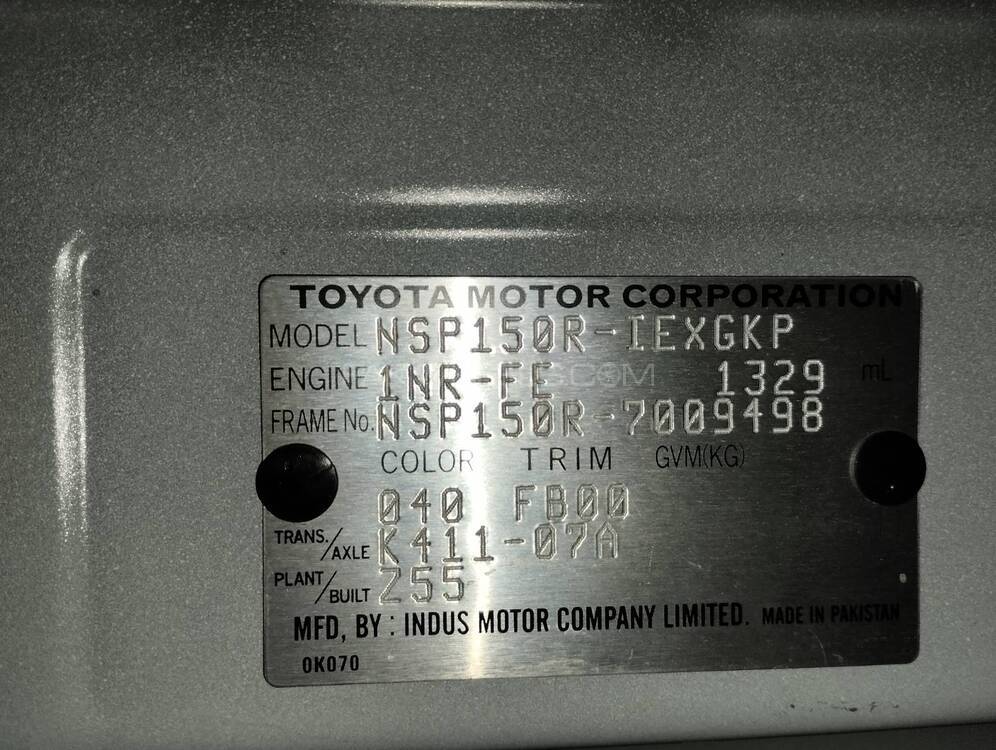 TOYOTA MOTOR CORPORATION
MODEL NSP150R-IEXGKP
ENGINE 1NR-FE 1329 mL
FRAME No. NSP150R-7009498
COLOR TRIM GVM(KG)
040 FB00
TRANS./AXLE K411-07A
PLANT/BUILT Z55
MFD, BY : INDUS MOTOR COMPANY LIMITED. MADE IN PAKISTAN
0K070